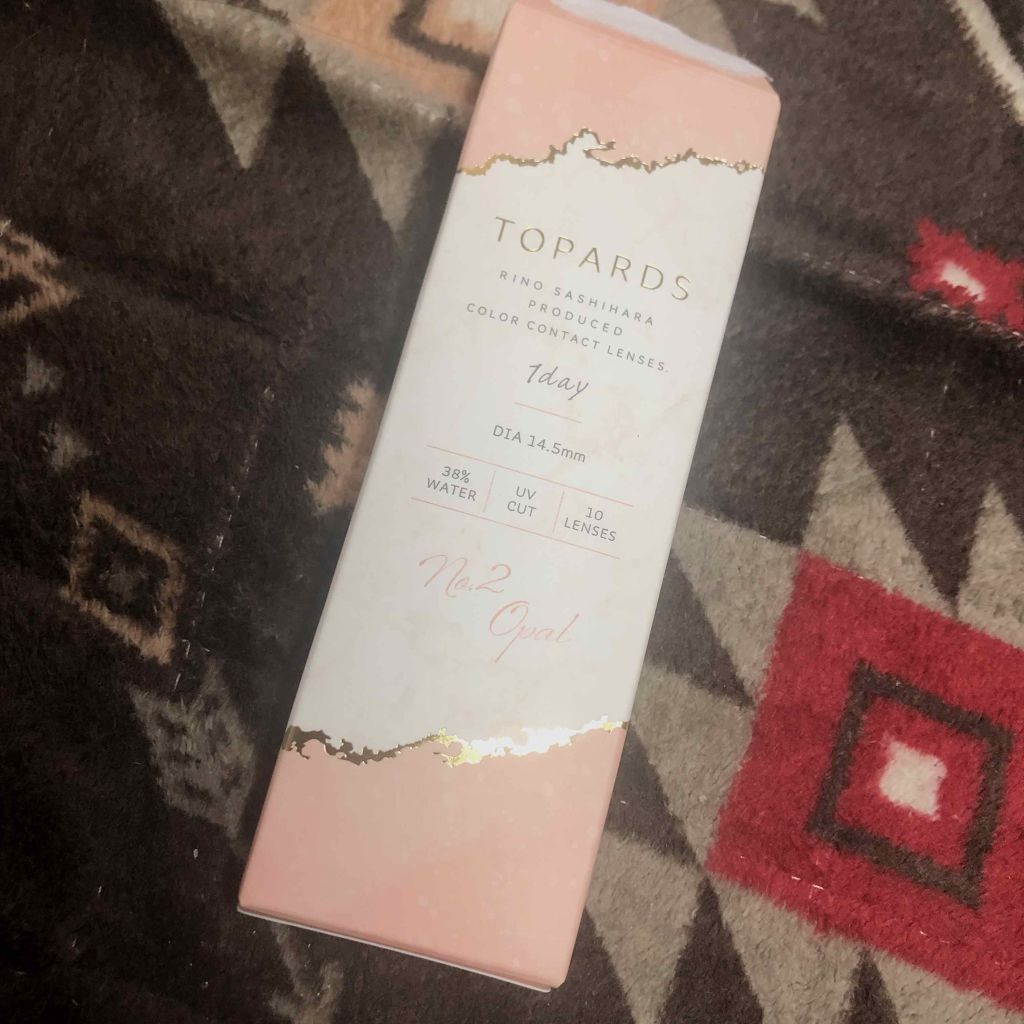 TOPARDS
RINO SASHIHARA
PRODUCED
COLOR CONTACT LENSES.
1day
DIA 14.5mm
38%
WATER
UV
CUT
10
LENSES
No.2
Opal